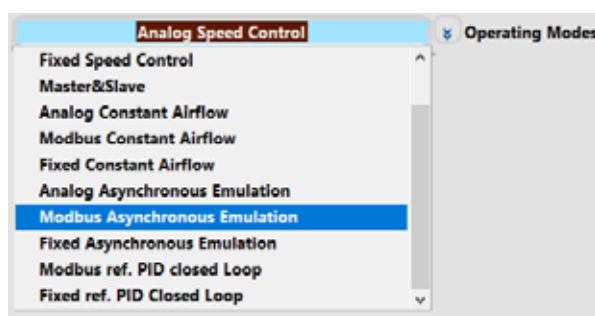 Analog Speed Control
Operating Modes
Fixed Speed Control
Master&Slave
Analog Constant Airflow
Modbus Constant Airflow
Fixed Constant Airflow
Analog Asynchronous Emulation
Modbus Asynchronous Emulation
Fixed Asynchronous Emulation
Modbus ref. PID closed Loop
Fixed ref. PID Closed Loop